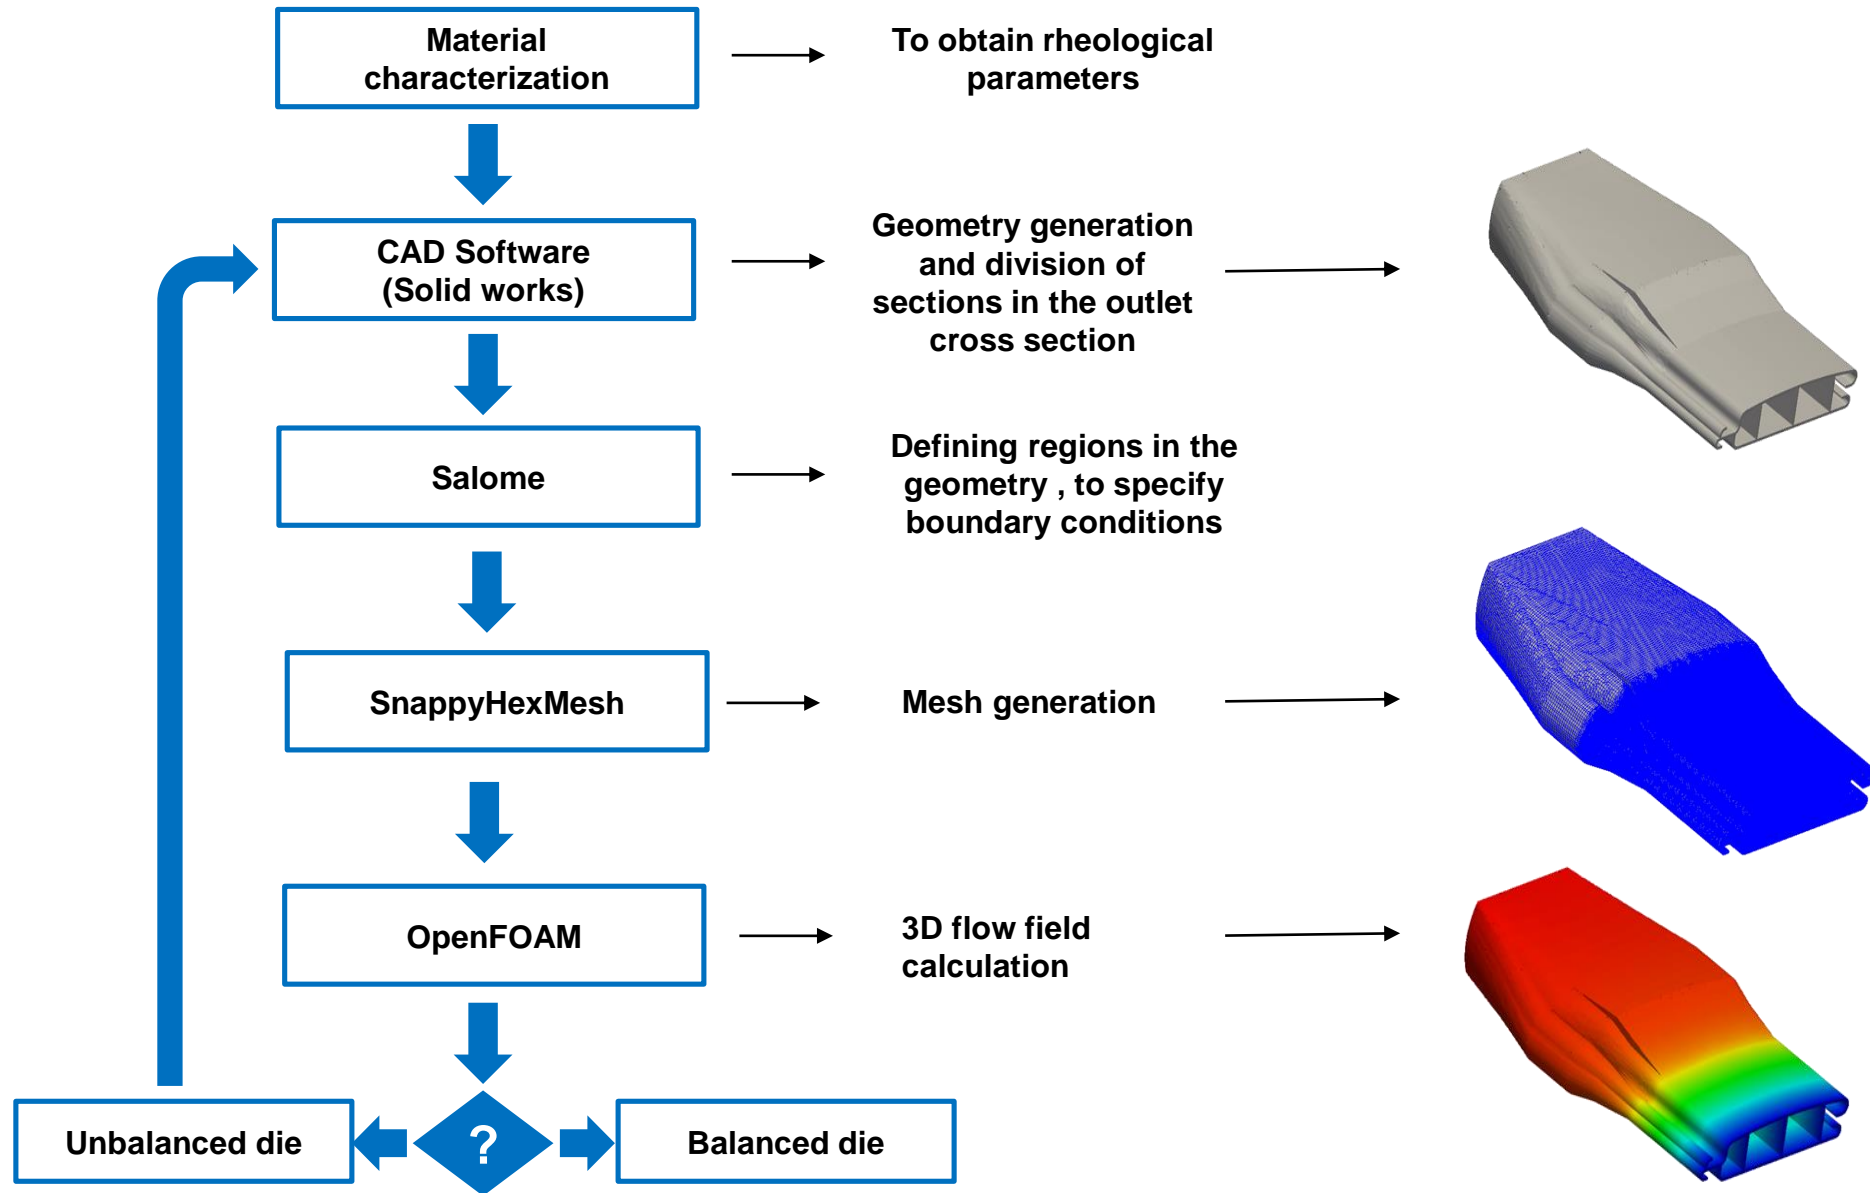 Material
characterization
To obtain rheological
parameters
CAD Software
(Solid works)
Geometry generation
and division of
sections in the outlet
cross section
Salome
Defining regions in the
geometry , to specify
boundary conditions
SnappyHexMesh
Mesh generation
OpenFOAM
3D flow field
calculation
Unbalanced die
?
Balanced die